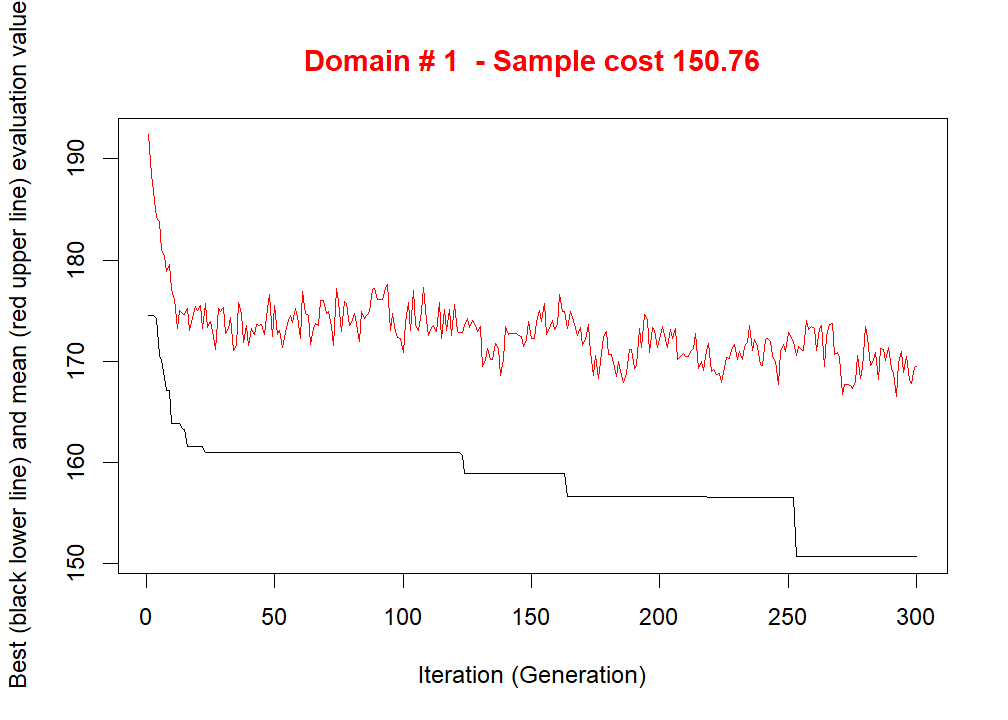 Domain # 1  - Sample cost 150.76
Best (black lower line) and mean (red upper line) evaluation value
190
180
170
160
150
0 50 100 150 200 250 300
Iteration (Generation)